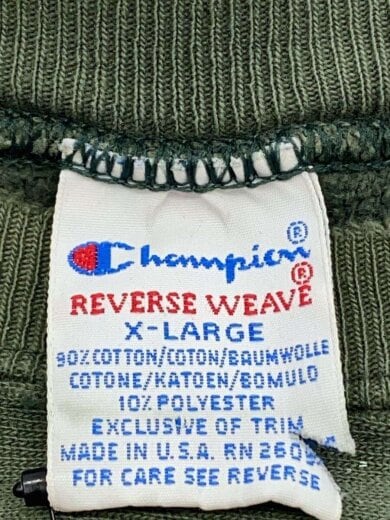 Champion®
REVERSE WEAVE®
X-LARGE
90% COTTON/COTON/BAUMWOLLE
COTONE/KATOEN/BOMULD
10% POLYESTER
EXCLUSIVE OF TRIM
MADE IN U.S.A. RN
FOR CARE SEE REVERSE